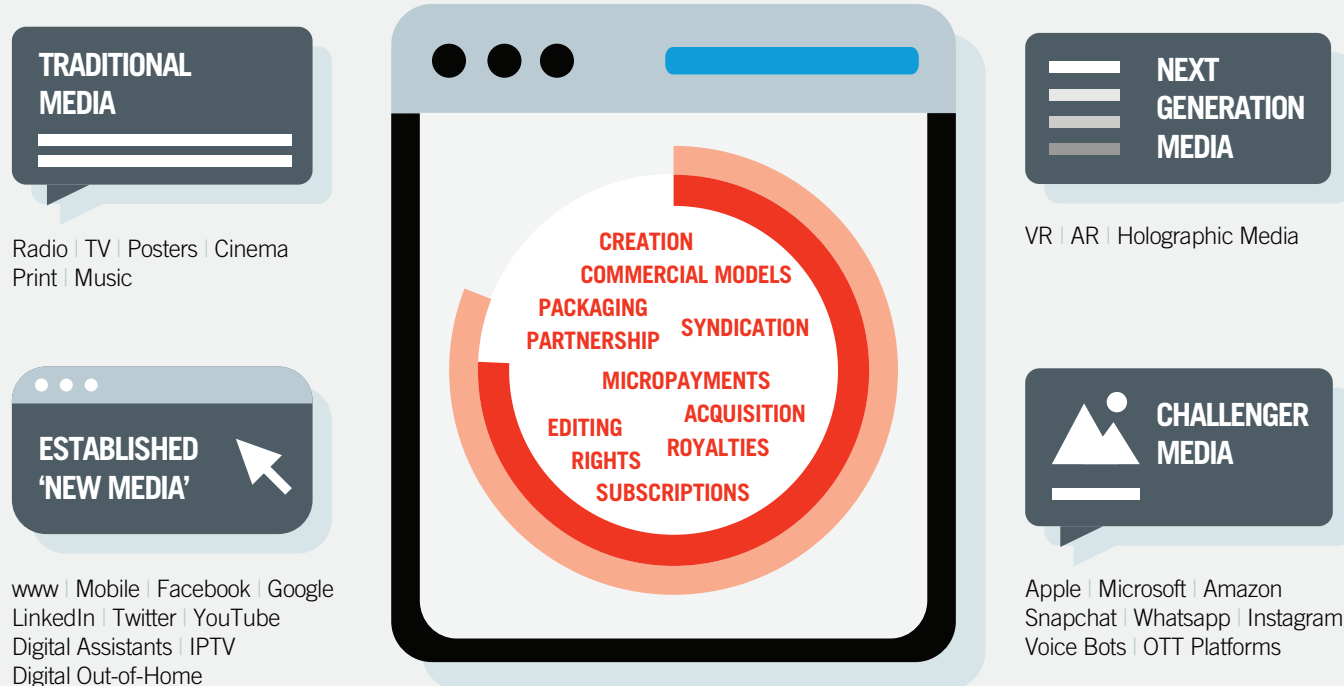 TRADITIONAL
MEDIA
Radio | TV | Posters | Cinema
Print | Music
ESTABLISHED
‘NEW MEDIA’
www | Mobile | Facebook | Google
LinkedIn | Twitter | YouTube
Digital Assistants | IPTV
Digital Out-of-Home
CREATION
COMMERCIAL MODELS
PACKAGING
SYNDICATION
PARTNERSHIP
MICROPAYMENTS
ACQUISITION
EDITING
ROYALTIES
RIGHTS
SUBSCRIPTIONS
NEXT
GENERATION
MEDIA
VR | AR | Holographic Media
CHALLENGER
MEDIA
Apple | Microsoft | Amazon
Snapchat | Whatsapp | Instagram
Voice Bots | OTT Platforms